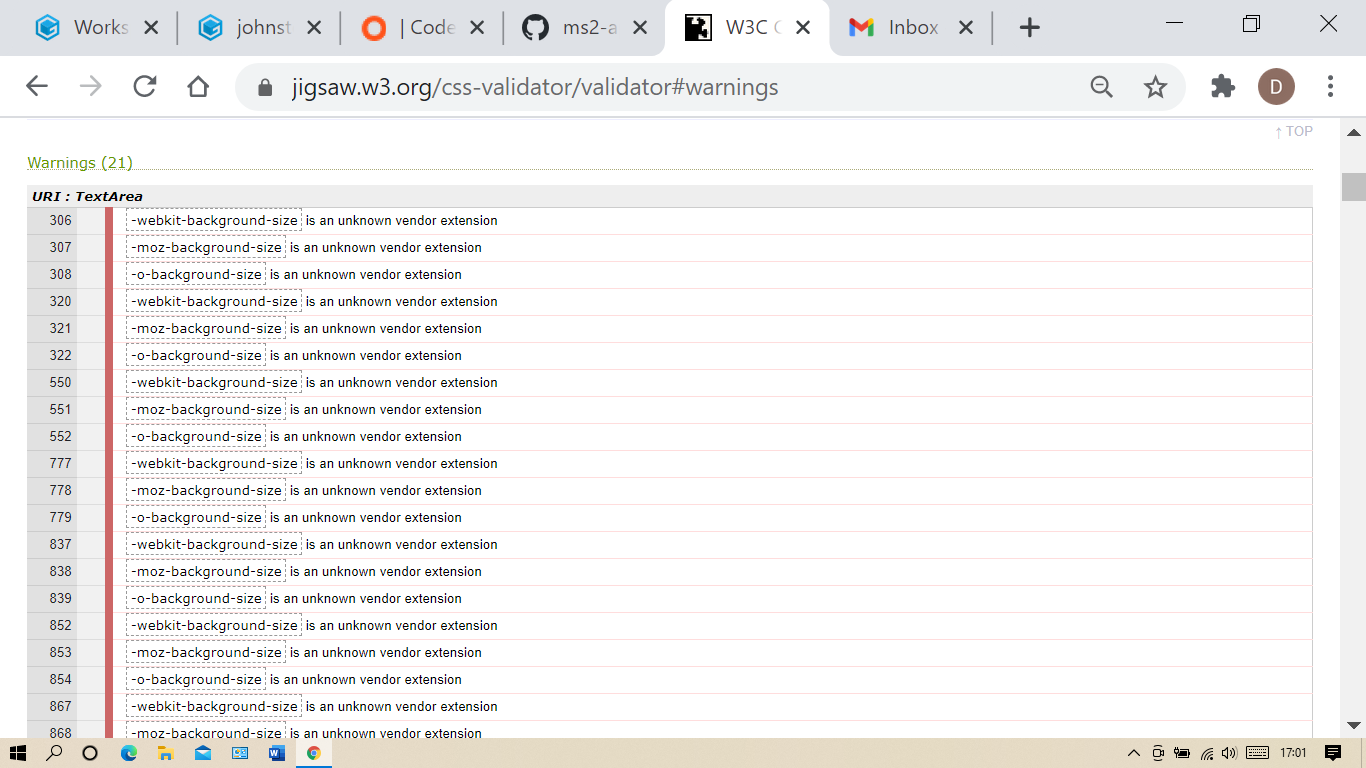 Works johnst | Code ms2-a W3C C Inbox
jigsaw.w3.org/css-validator/validator#warnings D
↑ TOP
Warnings (21)
URI : TextArea
306 -webkit-background-size is an unknown vendor extension
307 -moz-background-size is an unknown vendor extension
308 -o-background-size is an unknown vendor extension
320 -webkit-background-size is an unknown vendor extension
321 -moz-background-size is an unknown vendor extension
322 -o-background-size is an unknown vendor extension
550 -webkit-background-size is an unknown vendor extension
551 -moz-background-size is an unknown vendor extension
552 -o-background-size is an unknown vendor extension
777 -webkit-background-size is an unknown vendor extension
778 -moz-background-size is an unknown vendor extension
779 -o-background-size is an unknown vendor extension
837 -webkit-background-size is an unknown vendor extension
838 -moz-background-size is an unknown vendor extension
839 -o-background-size is an unknown vendor extension
852 -webkit-background-size is an unknown vendor extension
853 -moz-background-size is an unknown vendor extension
854 -o-background-size is an unknown vendor extension
867 -webkit-background-size is an unknown vendor extension
868 -moz-background-size is an unknown vendor extension
17:01